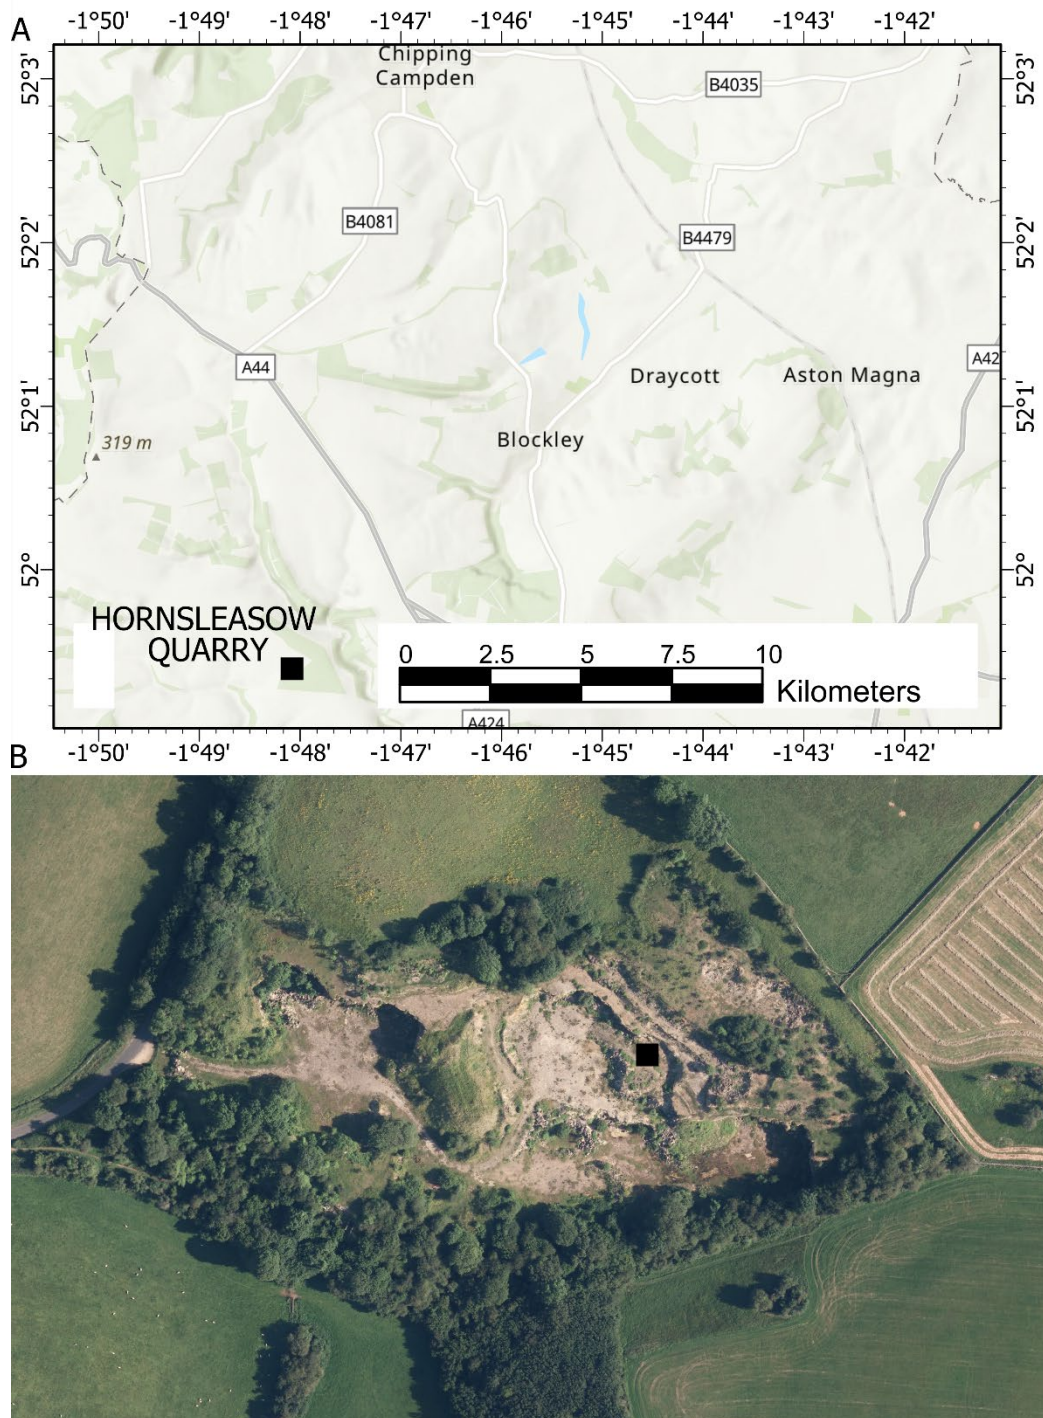 A
-1°50' -1°49' -1°48' -1°47' -1°46' -1°45' -1°44' -1°43' -1°42'
52°3'
52°3'
Chipping
Campden
B4035
B4081
52°2'
52°2'
B4479
A44
A42
Draycott
Aston Magna
52°1'
52°1'
319 m
Blockley
52°
52°
HORNSLEASOW
QUARRY
0 2.5 5 7.5 10
Kilometers
A424
-1°50' -1°49' -1°48' -1°47' -1°46' -1°45' -1°44' -1°43' -1°42'
B